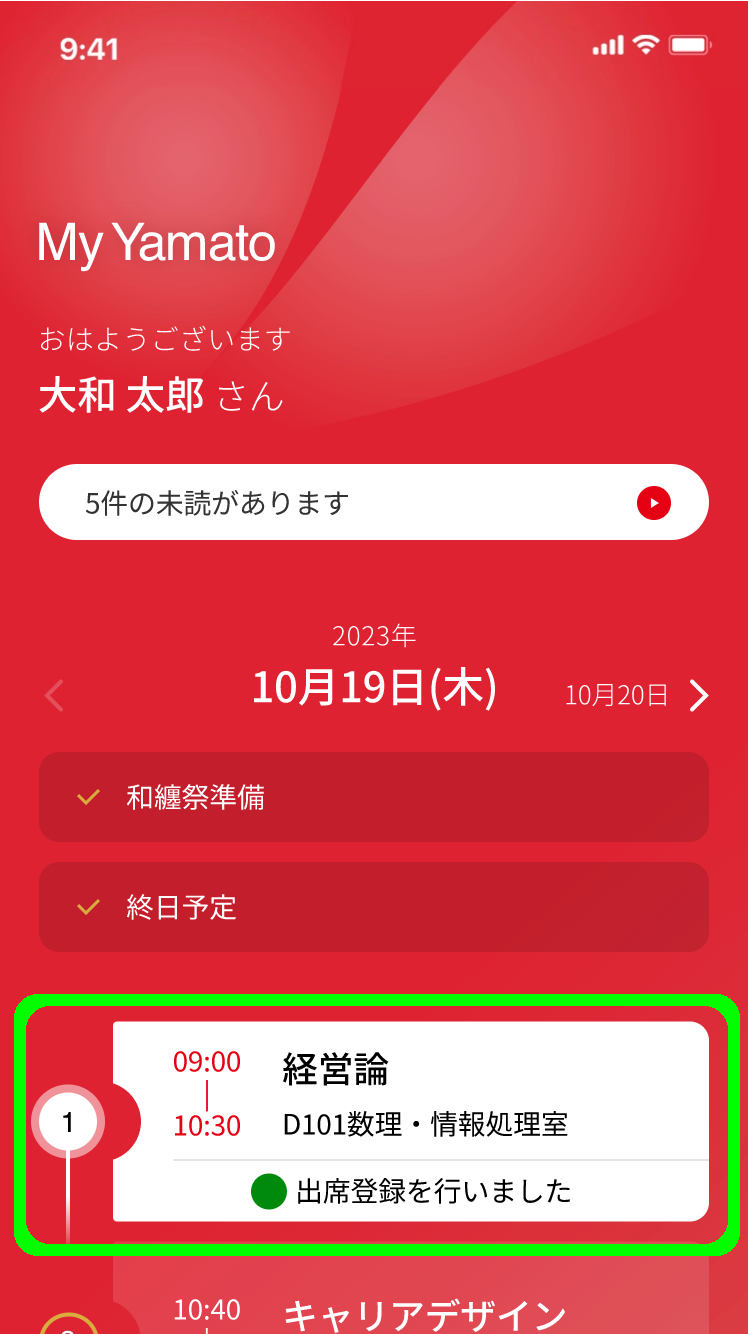 9:41
My Yamato
おはようございます
大和 太郎 さん
5件の未読があります
2023年
10月19日(木)
10月20日
和纏祭準備
終日予定
1
09:00
経営論
10:30
D101数理・情報処理室
出席登録を行いました
10:40
キャリアデザイン